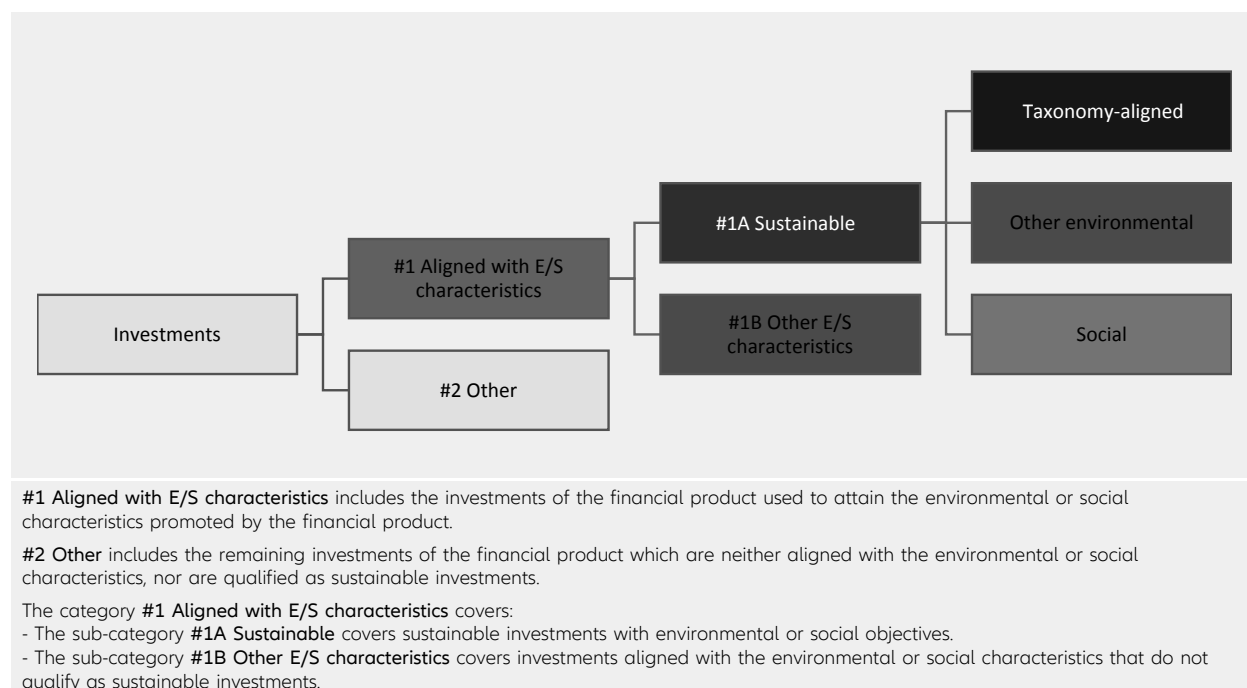 Taxonomy-aligned
#1A Sustainable
Other environmental
#1 Aligned with E/S
characteristics
Investments
#1B Other E/S
characteristics
Social
#2 Other
#1 Aligned with E/S characteristics includes the investments of the financial product used to attain the environmental or social
characteristics promoted by the financial product.
#2 Other includes the remaining investments of the financial product which are neither aligned with the environmental or social
characteristics, nor are qualified as sustainable investments.
The category #1 Aligned with E/S characteristics covers:
- The sub-category #1A Sustainable covers sustainable investments with environmental or social objectives.
- The sub-category #1B Other E/S characteristics covers investments aligned with the environmental or social characteristics that do not
qualify as sustainable investments.